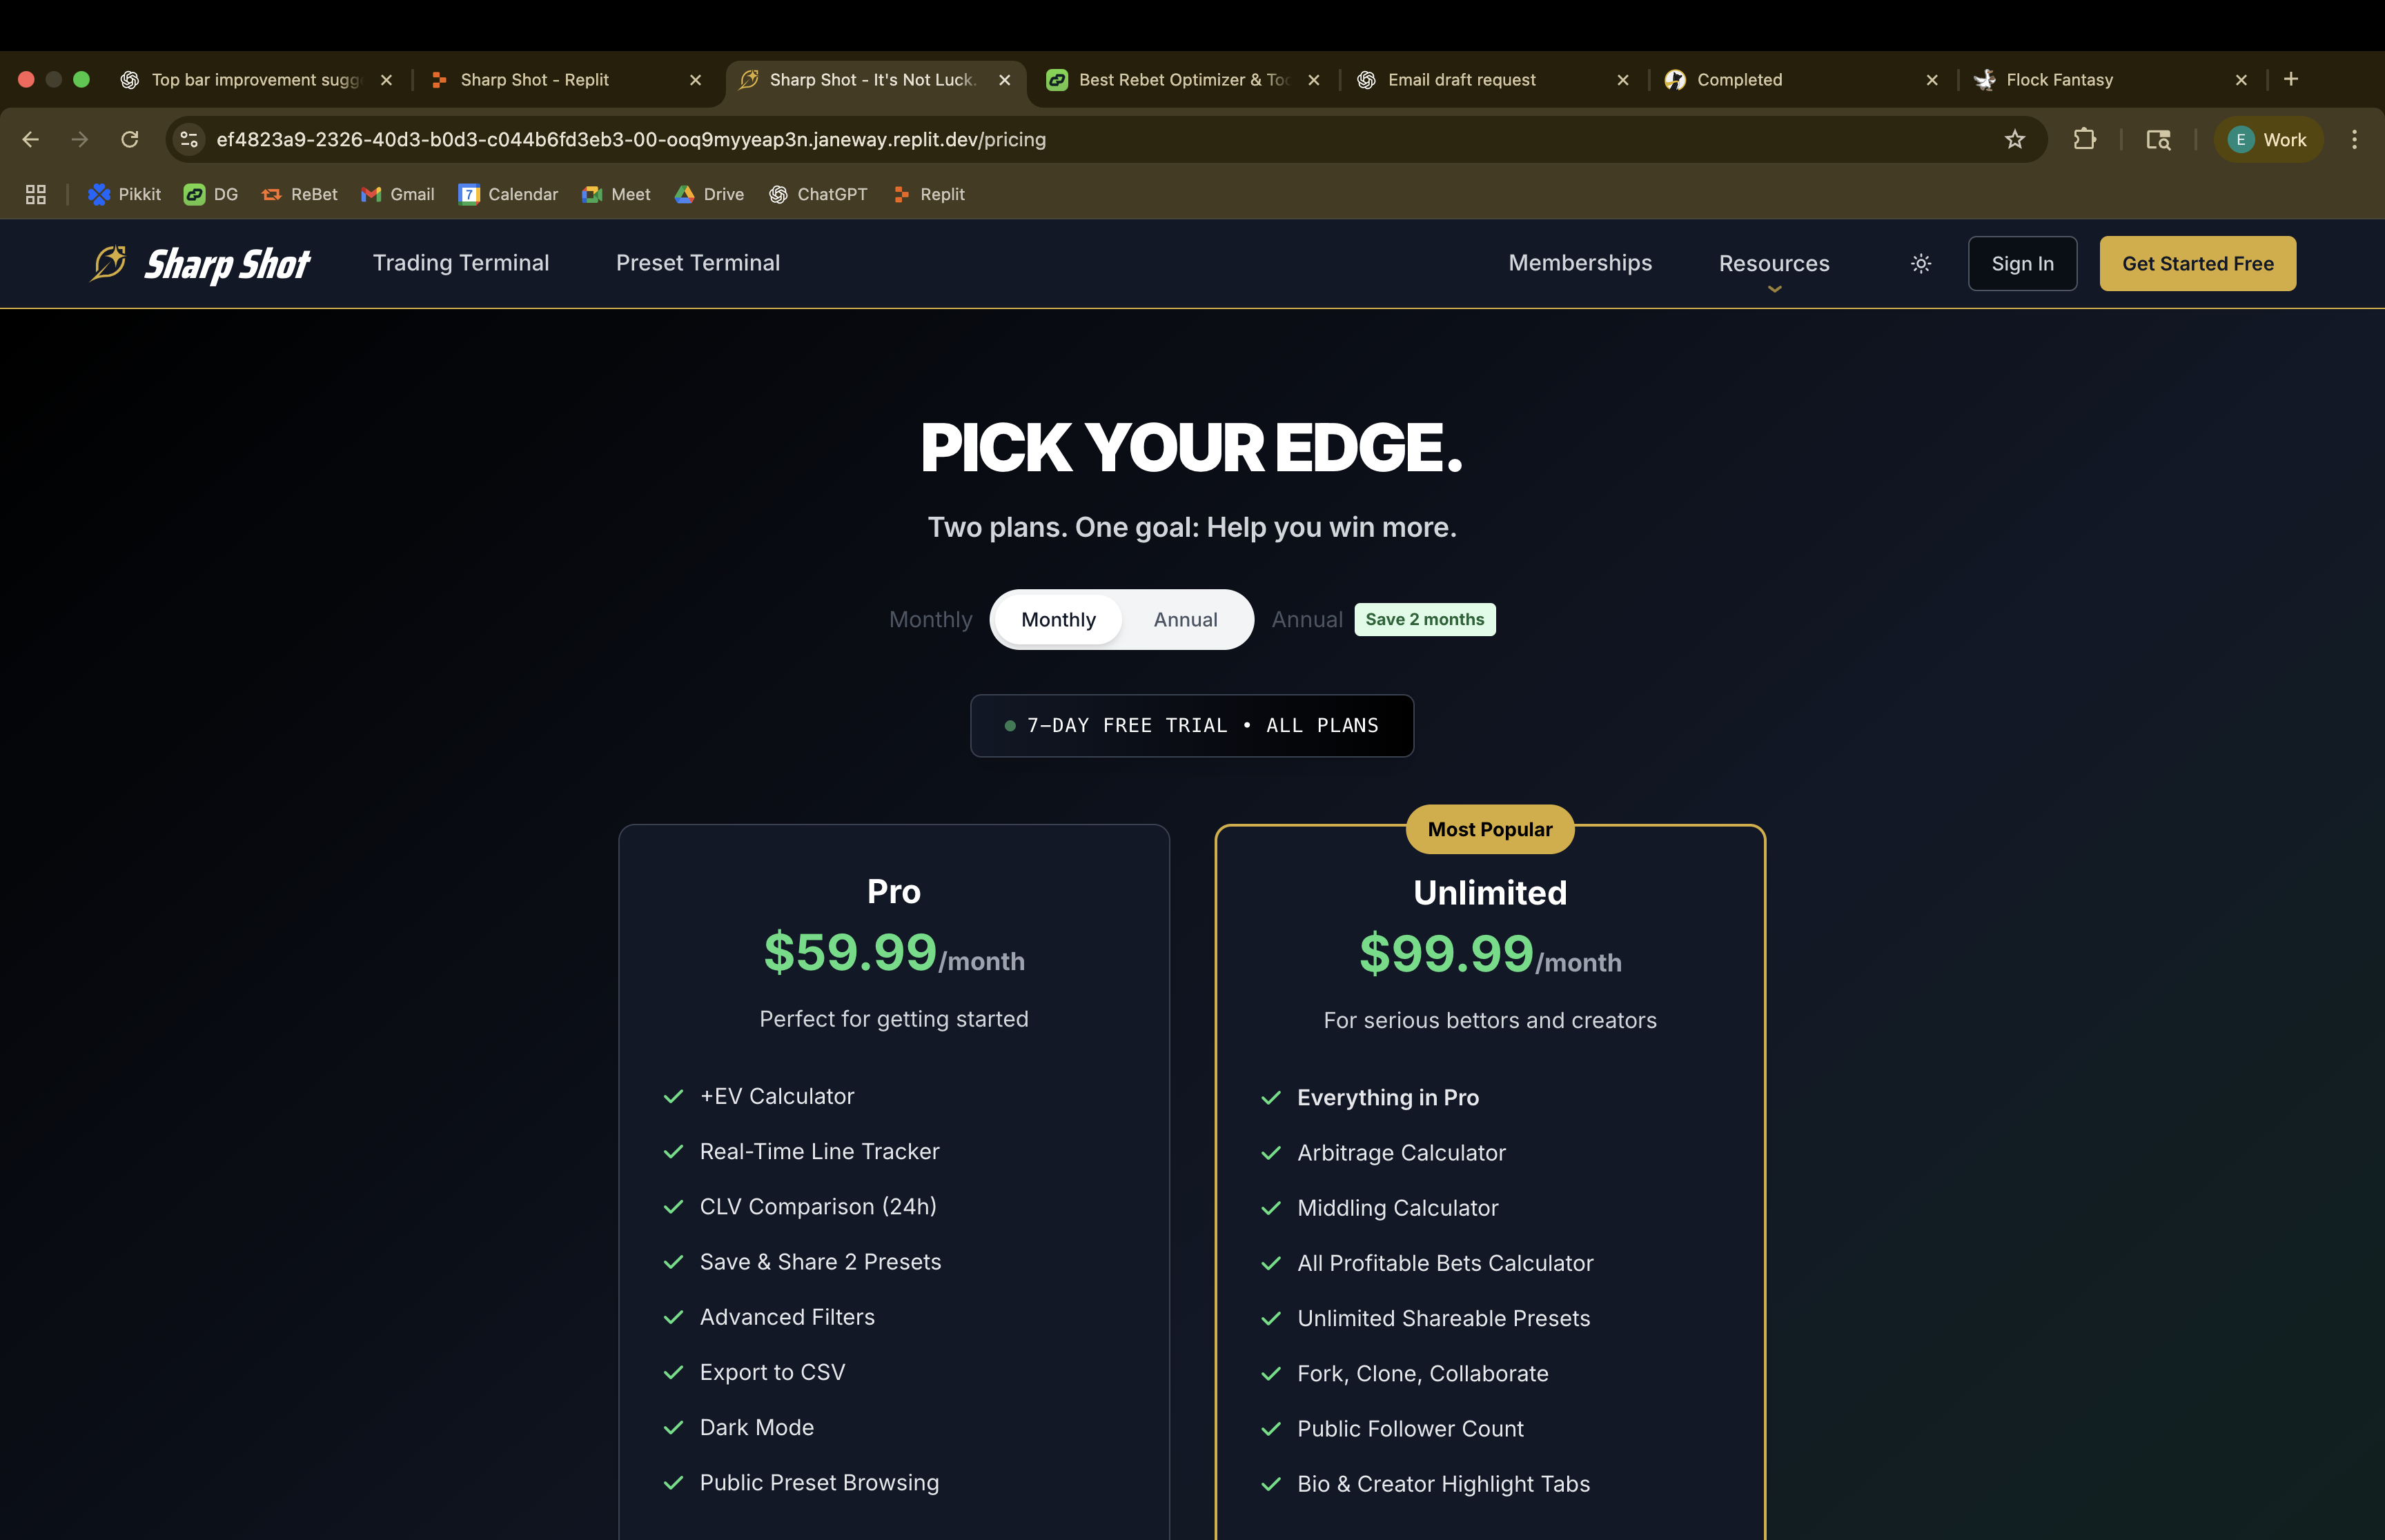 Top bar improvement sugg
Sharp Shot - Replit
Sharp Shot - It's Not Luck.
Best Rebet Optimizer & Too
Email draft request
Completed
Flock Fantasy
ef4823a9-2326-40d3-b0d3-c044b6fd3eb3-00-ooq9myyeap3n.janeway.replit.dev/pricing
E
Work
Pikkit
DG
ReBet
Gmail
7
Calendar
Meet
Drive
ChatGPT
Replit
Sharp Shot
Trading Terminal
Preset Terminal
Memberships
Resources
Sign In
Get Started Free
PICK YOUR EDGE.
Two plans. One goal: Help you win more.
Monthly
Monthly
Annual
Annual
Save 2 months
7-DAY FREE TRIAL • ALL PLANS
Pro
$59.99/month
Perfect for getting started
+EV Calculator
Real-Time Line Tracker
CLV Comparison (24h)
Save & Share 2 Presets
Advanced Filters
Export to CSV
Dark Mode
Public Preset Browsing
Most Popular
Unlimited
$99.99/month
For serious bettors and creators
Everything in Pro
Arbitrage Calculator
Middling Calculator
All Profitable Bets Calculator
Unlimited Shareable Presets
Fork, Clone, Collaborate
Public Follower Count
Bio & Creator Highlight Tabs